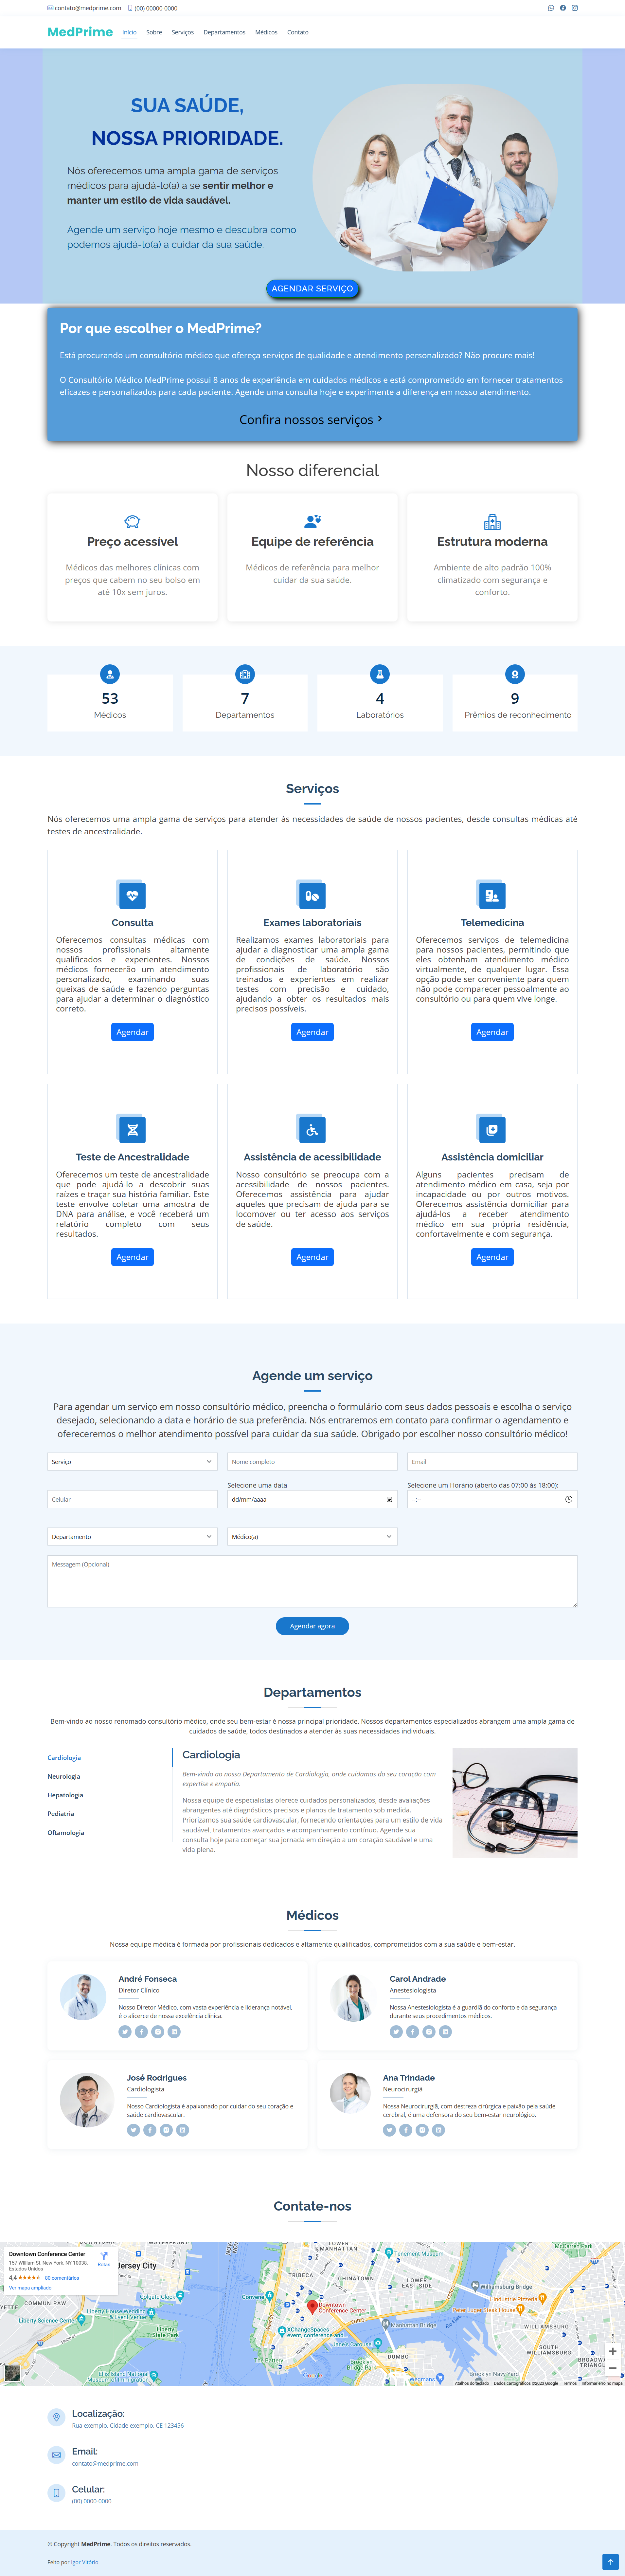 contato@medprime.com (00) 00000-0000
MedPrime Início Sobre Serviços Departamentos Médicos Contato
SUA SAÚDE,
NOSSA PRIORIDADE.
Nós oferecemos uma ampla gama de serviços
médicos para ajudá-lo(a) a se sentir melhor e
manter um estilo de vida saudável.
Agende um serviço hoje mesmo e descubra como
podemos ajudá-lo(a) a cuidar da sua saúde.
AGENDAR SERVIÇO
Por que escolher o MedPrime?
Está procurando um consultório médico que ofereça serviços de qualidade e atendimento personalizado? Não procure mais!
O Consultório Médico MedPrime possui 8 anos de experiência em cuidados médicos e está comprometido em fornecer tratamentos
eficazes e personalizados para cada paciente. Agende uma consulta hoje e experimente a diferença em nosso atendimento.
Confira nossos serviços
Nosso diferencial
Preço acessível
Médicos das melhores clínicas com
preços que cabem no seu bolso em
até 10x sem juros.
Equipe de referência
Médicos de referência para melhor
cuidar da sua saúde.
Estrutura moderna
Ambiente de alto padrão 100%
climatizado com segurança e
conforto.
53
Médicos
7
Departamentos
4
Laboratórios
9
Prêmios de reconhecimento
Serviços
Nós oferecemos uma ampla gama de serviços para atender às necessidades de saúde de nossos pacientes, desde consultas médicas até
testes de ancestralidade.
Consulta
Oferecemos consultas médicas com
nossos profissionais altamente
qualificados e experientes. Nossos
médicos fornecerão um atendimento
personalizado, examinando suas
queixas de saúde e fazendo perguntas
para ajudar a determinar o diagnóstico
correto.
Agendar
Exames laboratoriais
Realizamos exames laboratoriais para
ajudar a diagnosticar uma ampla gama
de condições de saúde. Nossos
profissionais de laboratório são
treinados e experientes em realizar
testes com precisão e cuidado,
ajudando a obter os resultados mais
precisos possíveis.
Agendar
Telemedicina
Oferecemos serviços de telemedicina
para nossos pacientes, permitindo que
eles obtenham atendimento médico
virtualmente, de qualquer lugar. Essa
opção pode ser conveniente para quem
não pode comparecer pessoalmente ao
consultório ou para quem vive longe.
Agendar
Teste de Ancestralidade
Oferecemos um teste de ancestralidade
que pode ajudá-lo a descobrir suas
raízes e traçar sua história familiar. Este
teste envolve coletar uma amostra de
DNA para análise, e você receberá um
relatório completo com seus
resultados.
Agendar
Assistência de acessibilidade
Nosso consultório se preocupa com a
acessibilidade de nossos pacientes.
Oferecemos assistência para ajudar
aqueles que precisam de ajuda para se
locomover ou ter acesso aos serviços
de saúde.
Agendar
Assistência domiciliar
Alguns pacientes precisam de
atendimento médico em casa, seja por
incapacidade ou por outros motivos.
Oferecemos assistência domiciliar para
ajudá-los a receber atendimento
médico em sua própria residência,
confortavelmente e com segurança.
Agendar
Agende um serviço
Para agendar um serviço em nosso consultório médico, preencha o formulário com seus dados pessoais e escolha o serviço
desejado, selecionando a data e horário de sua preferência. Nós entraremos em contato para confirmar o agendamento e
ofereceremos o melhor atendimento possível para cuidar da sua saúde. Obrigado por escolher nosso consultório médico!
Serviço Nome completo Email
Selecione uma data Selecione um Horário (aberto das 07:00 às 18:00):
Celular dd/mm/aaaa --:--
Departamento Médico(a)
Messagem (Opcional)
Agendar agora
Departamentos
Bem-vindo ao nosso renomado consultório médico, onde seu bem-estar é nossa principal prioridade. Nossos departamentos especializados abrangem uma ampla gama de
cuidados de saúde, todos destinados a atender às suas necessidades individuais.
Cardiologia
Neurologia
Hepatologia
Pediatria
Oftamologia
Cardiologia
Bem-vindo ao nosso Departamento de Cardiologia, onde cuidamos do seu coração com
expertise e empatia.
Nossa equipe de especialistas oferece cuidados personalizados, desde avaliações
abrangentes até diagnósticos precisos e planos de tratamento sob medida.
Priorizamos sua saúde cardiovascular, fornecendo orientações para um estilo de vida
saudável, tratamentos avançados e acompanhamento contínuo. Agende sua
consulta hoje para começar sua jornada em direção a um coração saudável e uma
vida plena.
Médicos
Nossa equipe médica é formada por profissionais dedicados e altamente qualificados, comprometidos com a sua saúde e bem-estar.
André Fonseca
Diretor Clínico
Nosso Diretor Médico, com vasta experiência e liderança notável,
é o alicerce de nossa excelência clínica.
Carol Andrade
Anestesiologista
Nossa Anestesiologista é a guardiã do conforto e da segurança
durante seus procedimentos médicos.
José Rodrigues
Cardiologista
Nosso Cardiologista é apaixonado por cuidar do seu coração e
saúde cardiovascular.
Ana Trindade
Neurocirurgiã
Nossa Neurocirurgiã, com destreza cirúrgica e paixão pela saúde
cerebral, é uma defensora do seu bem-estar neurológico.
Contate-nos
Downtown Conference Center
157 William St, New York, NY 10038,
Estados Unidos
4,4 80 comentários
Ver mapa ampliado
Rotas
Jersey City
COMMUNIPAW
Colgate Clock
Liberty Science Center
Liberty House
Liberty
State Park
Ellis Island National
Museum of Immigration
The Battery
TRIBECA
CHINATOWN
LOWER
EAST SIDE
LOWER
MANHATTAN
Tenement Museum
Convene
Downtown
Conference Center
XChangeSpaces
event, conference and
Jane's Carousel
Manhattan Bridge
Brooklyn
Bridge Park
DUMBO
Williamsburg Bridge
Industrie Pizzeria
WILLIAMSBURG
SOUTH
WILLIAMSBURG
McCarren Park
Brooklyn Navy Yard
Google
Atalhos do teclado Dados cartográficos ©2023 Google Termos Informar erro no mapa
Localização:
Rua exemplo, Cidade exemplo, CE 123456
Email:
contato@medprime.com
Celular:
(00) 0000-0000
© Copyright MedPrime. Todos os direitos reservados.
Feito por Igor Vitório